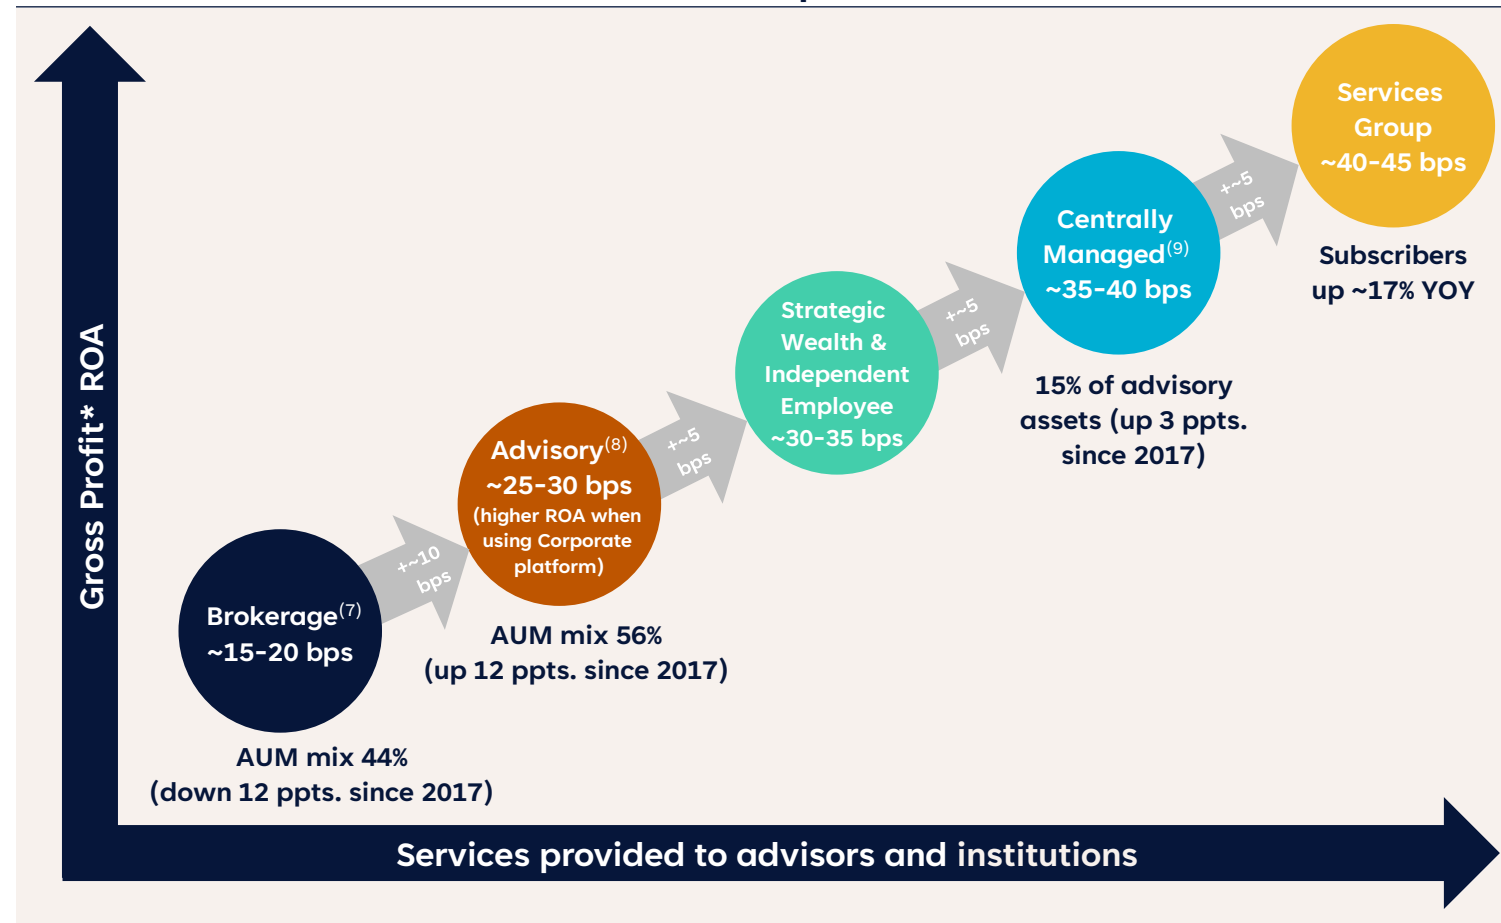 Gross Profit* ROA
Brokerage(7)
~15-20 bps
AUM mix 44%
(down 12 ppts. since 2017)
+~10
bps
Advisory(8)
~25-30 bps
(higher ROA when
using Corporate
platform)
AUM mix 56%
(up 12 ppts. since 2017)
+~5
bps
Strategic
Wealth &
Independent
Employee
~30-35 bps
+~5
bps
Centrally
Managed(9)
~35-40 bps
15% of advisory
assets (up 3 ppts.
since 2017)
+~5
bps
Services
Group
~40-45 bps
Subscribers
up ~17% YOY
Services provided to advisors and institutions